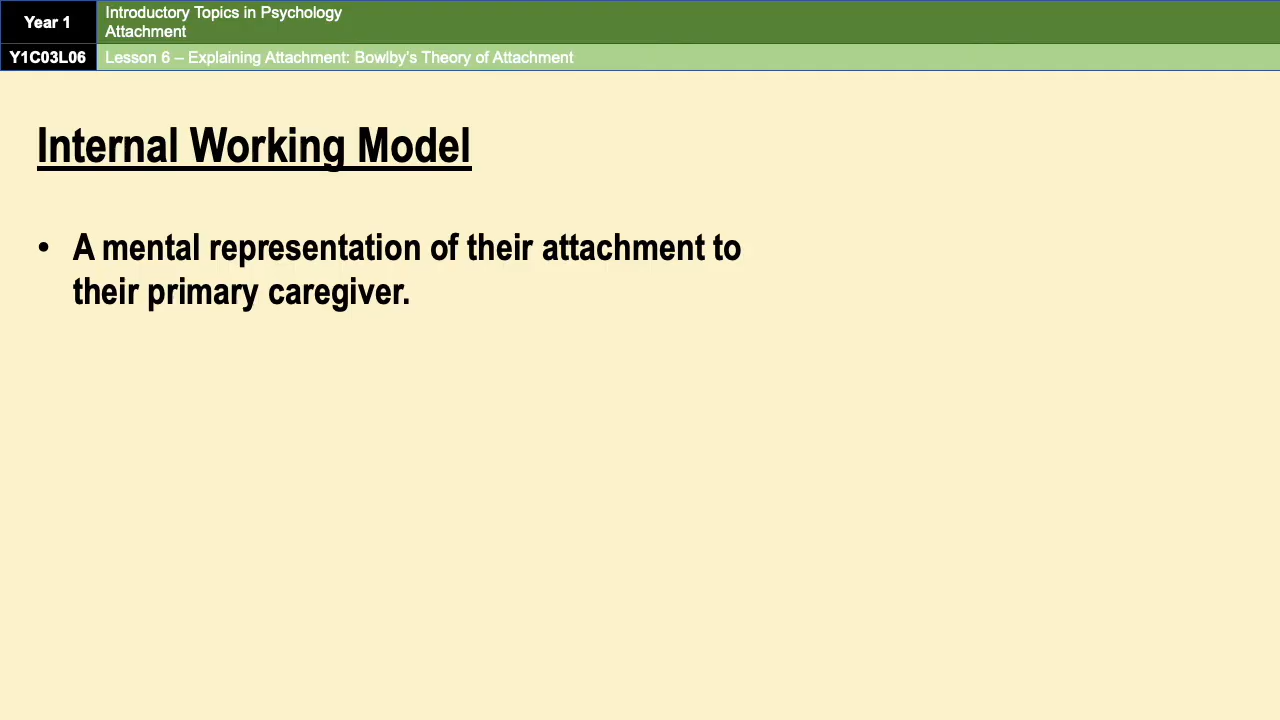 Year 1
Introductory Topics in Psychology
Attachment
Y1C03L06
Lesson 6 – Explaining Attachment: Bowlby’s Theory of Attachment
Internal Working Model
• A mental representation of their attachment to
their primary caregiver.